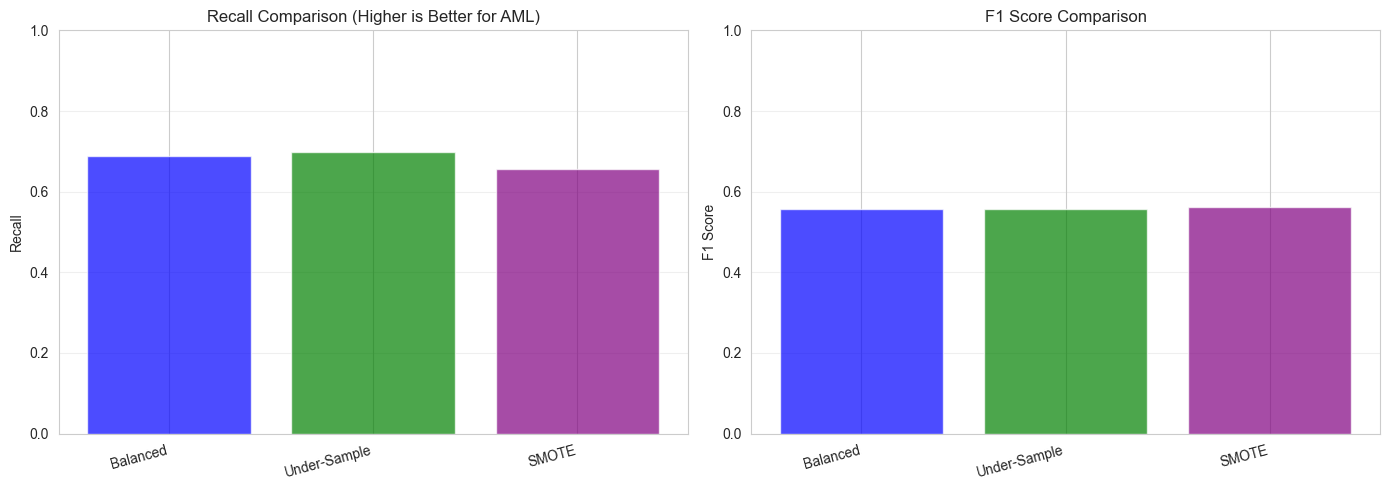 Recall Comparison (Higher is Better for AML)
1.0
0.8
0.6
0.4
0.2
0.0
Recall
Balanced
Under-Sample
SMOTE
F1 Score Comparison
1.0
0.8
0.6
0.4
0.2
0.0
F1 Score
Balanced
Under-Sample
SMOTE